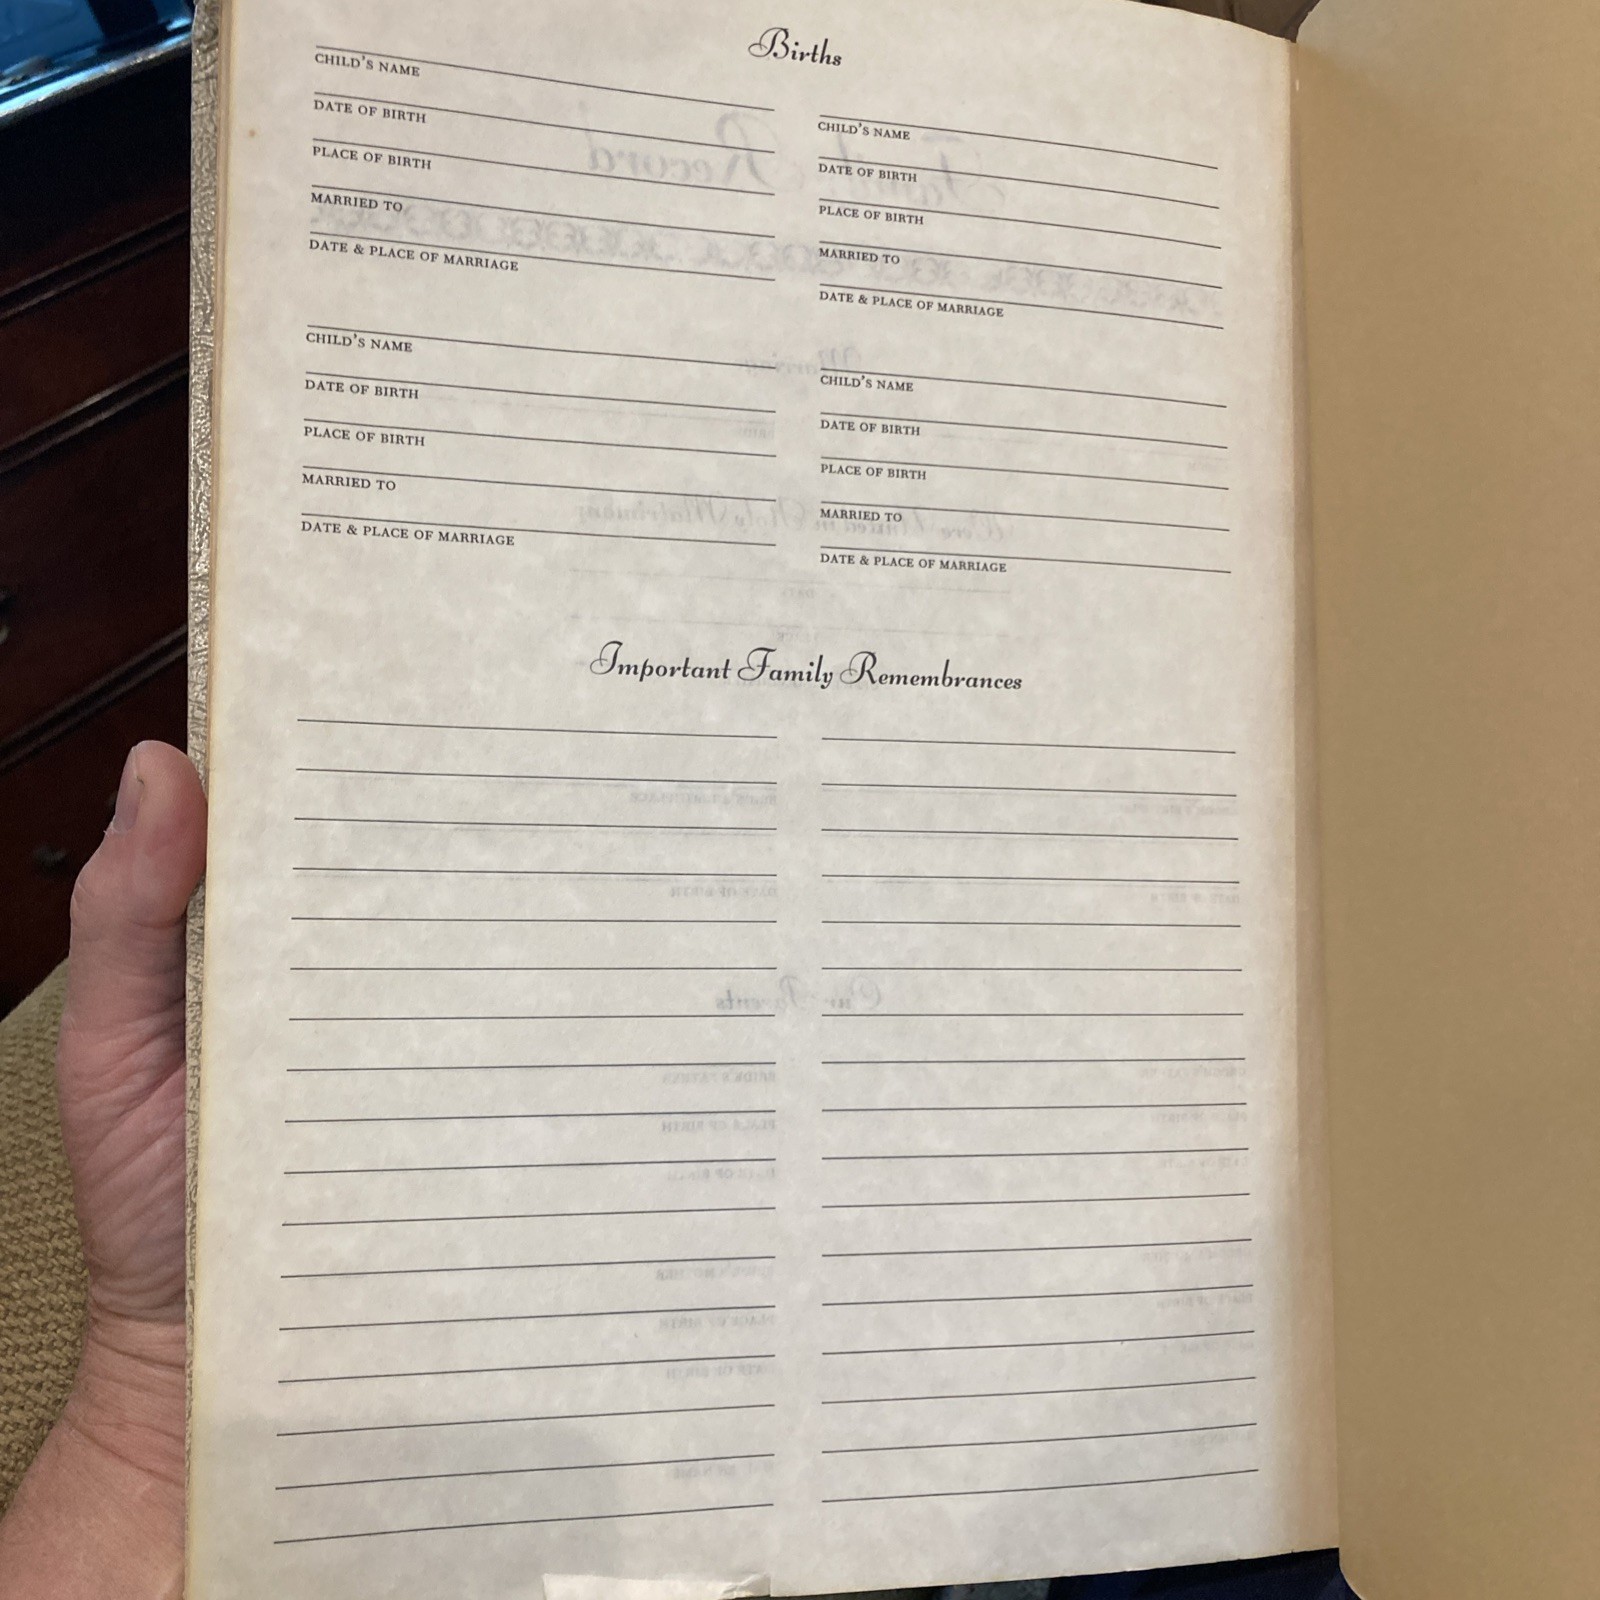 Births
CHILD'S NAME
DATE OF BIRTH
PLACE OF BIRTH
MARRIED TO
DATE & PLACE OF MARRIAGE
CHILD'S NAME
DATE OF BIRTH
PLACE OF BIRTH
MARRIED TO
DATE & PLACE OF MARRIAGE
CHILD'S NAME
DATE OF BIRTH
PLACE OF BIRTH
MARRIED TO
DATE & PLACE OF MARRIAGE
CHILD'S NAME
DATE OF BIRTH
PLACE OF BIRTH
MARRIED TO
DATE & PLACE OF MARRIAGE
Important Family Remembrances